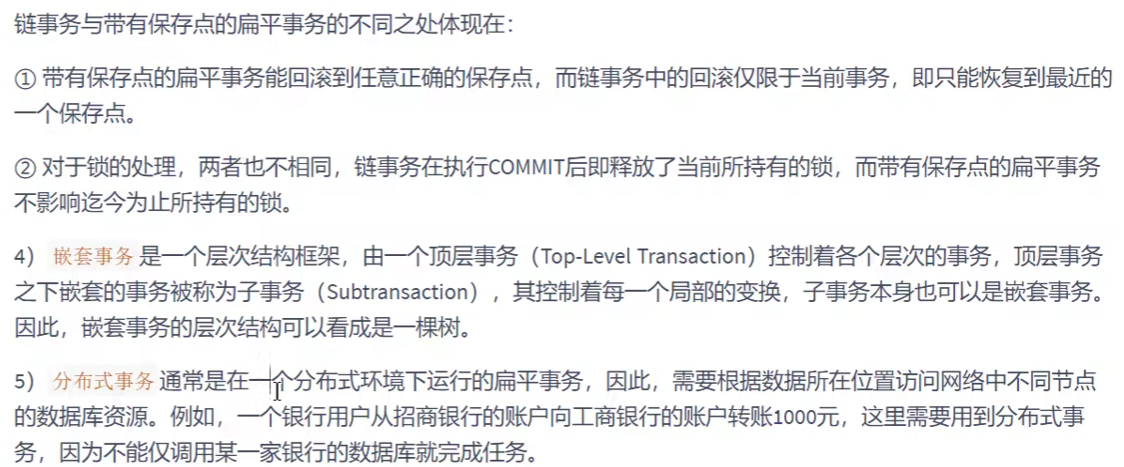 链事务与带有保存点的扁平事务的不同之处体现在：
① 带有保存点的扁平事务能回滚到任意正确的保存点，而链事务中的回滚仅限于当前事务，即只能恢复到最近的
一个保存点。
② 对于锁的处理，两者也不相同，链事务在执行COMMIT后即释放了当前所持有的锁，而带有保存点的扁平事务
不影响迄今为止所持有的锁。
4） 嵌套事务 是一个层次结构框架，由一个顶层事务（Top-Level Transaction）控制着各个层次的事务，顶层事务
之下嵌套的事务被称为子事务（Subtransaction），其控制着每一个局部的变换，子事务本身也可以是嵌套事务。
因此，嵌套事务的层次结构可以看成是一棵树。
5） 分布式事务 通常是在一个分布式环境下运行的扁平事务，因此，需要根据数据所在位置访问网络中不同节点
的数据库资源。例如，一个银行用户从招商银行的账户向工商银行的账户转账1000元，这里需要用到分布式事
务，因为不能仅调用某一家银行的数据库就完成任务。